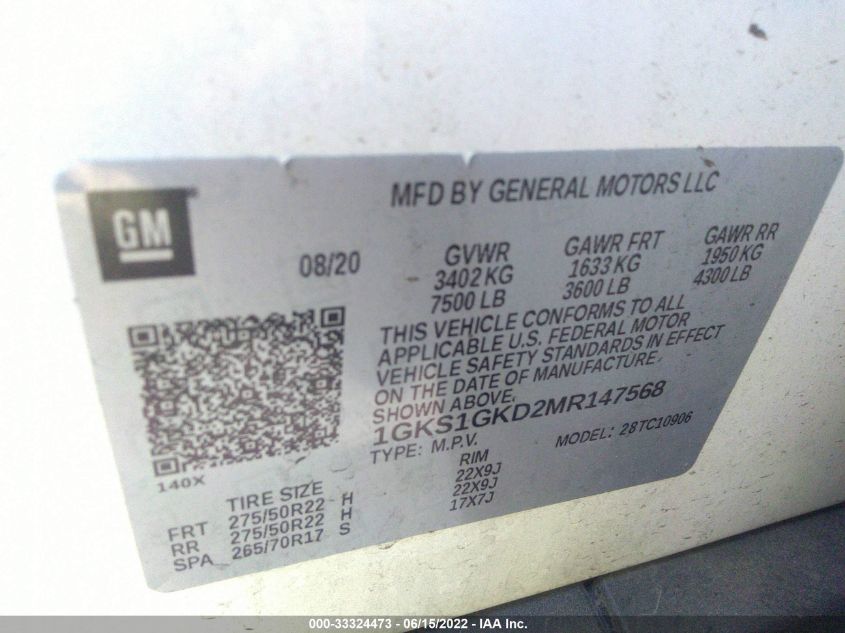 GM
MFD BY GENERAL MOTORS LLC
08/20
GVWR GAWR FRT GAWR RR
3402 KG 1633 KG 1950 KG
7500 LB 3600 LB 4300 LB
THIS VEHICLE CONFORMS TO ALL
APPLICABLE U.S. FEDERAL MOTOR
VEHICLE SAFETY STANDARDS IN EFFECT
ON THE DATE OF MANUFACTURE
SHOWN ABOVE.
1GKS1GKD2MR147568
TYPE: M.P.V. MODEL: 28TC10906
140X
TIRE SIZE RIM
FRT 275/50R22 H 22X9J
RR 275/50R22 H 22X9J
SPA 265/70R17 S 17X7J
000-33324473 - 06/15/2022 - IAA Inc.